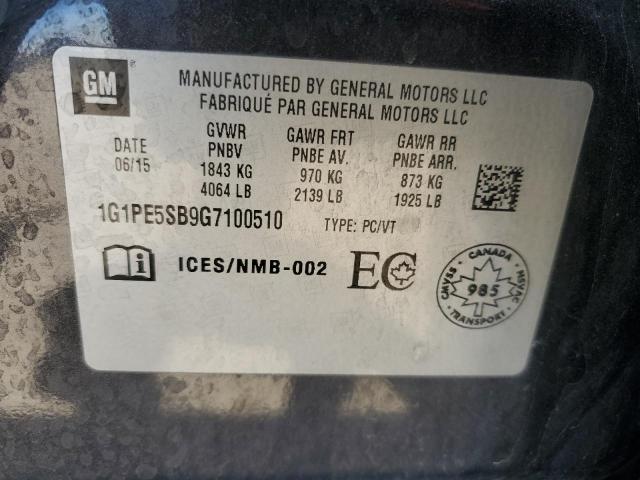 GM
®
MANUFACTURED BY GENERAL MOTORS LLC
FABRIQUÉ PAR GENERAL MOTORS LLC
DATE
06/15
GVWR
PNBV
1843 KG
4064 LB
GAWR FRT
PNBE AV.
970 KG
2139 LB
GAWR RR
PNBE ARR.
873 KG
1925 LB
1G1PE5SB9G7100510 TYPE: PC/VT
i ICES/NMB-002 EC
CMVSS - CANADA - NSVAC
985
TRANSPORT